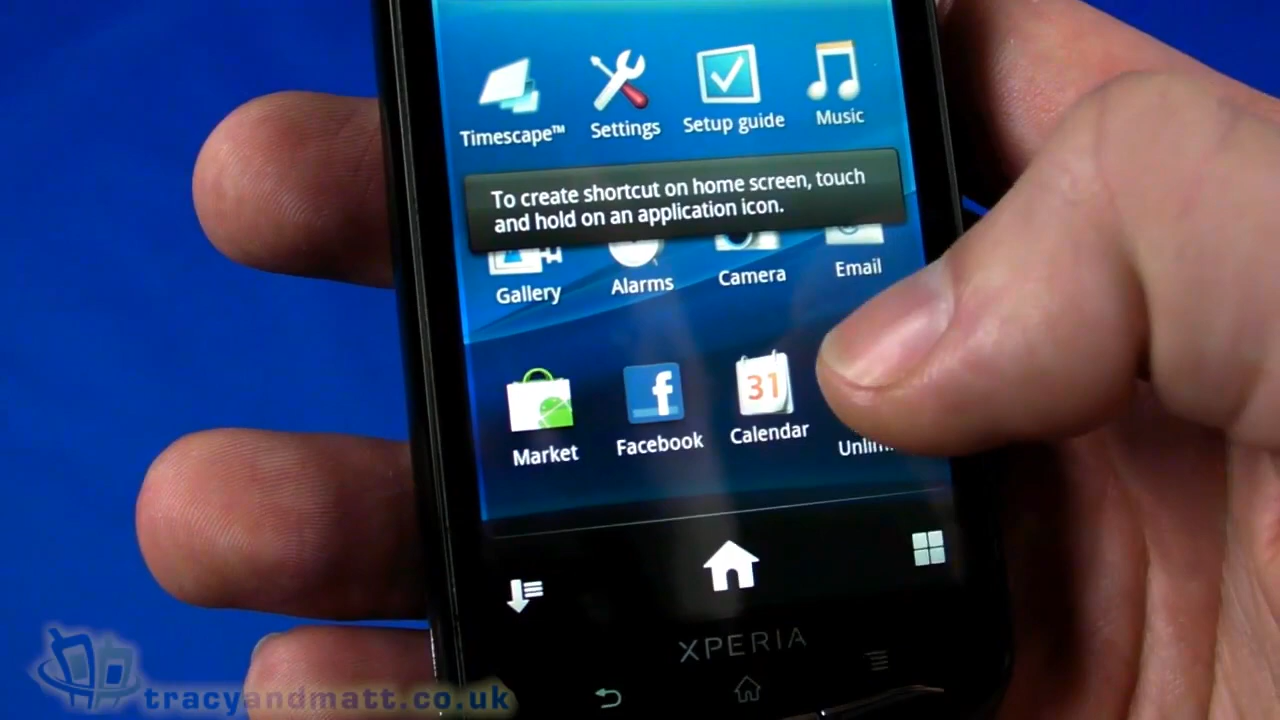 Timescape™
Settings
Setup guide
Music
To create shortcut on home screen, touch
and hold on an application icon.
Gallery
Alarms
Camera
Email
f
31
Market
Facebook
Calendar
XPERIA
tracyandmatt.co.uk